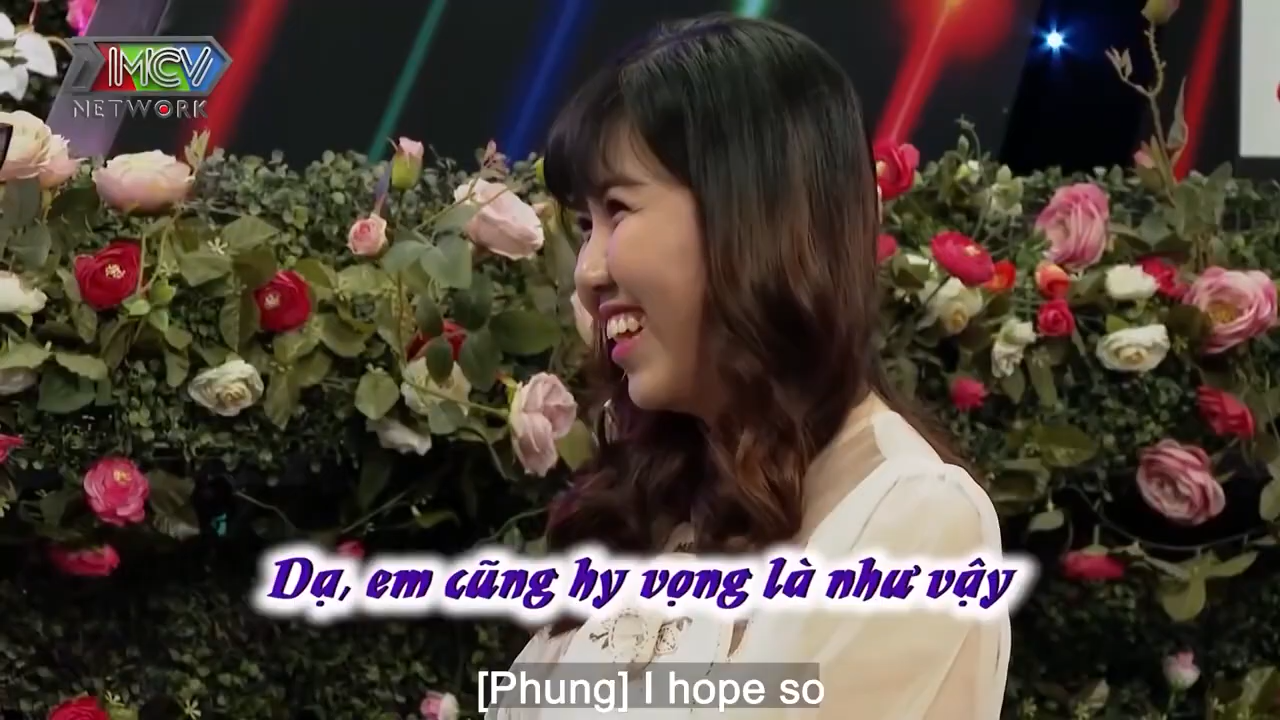 MCV
NETWORK
Dạ, em cũng hy vọng là như vậy
[Phung] I hope so